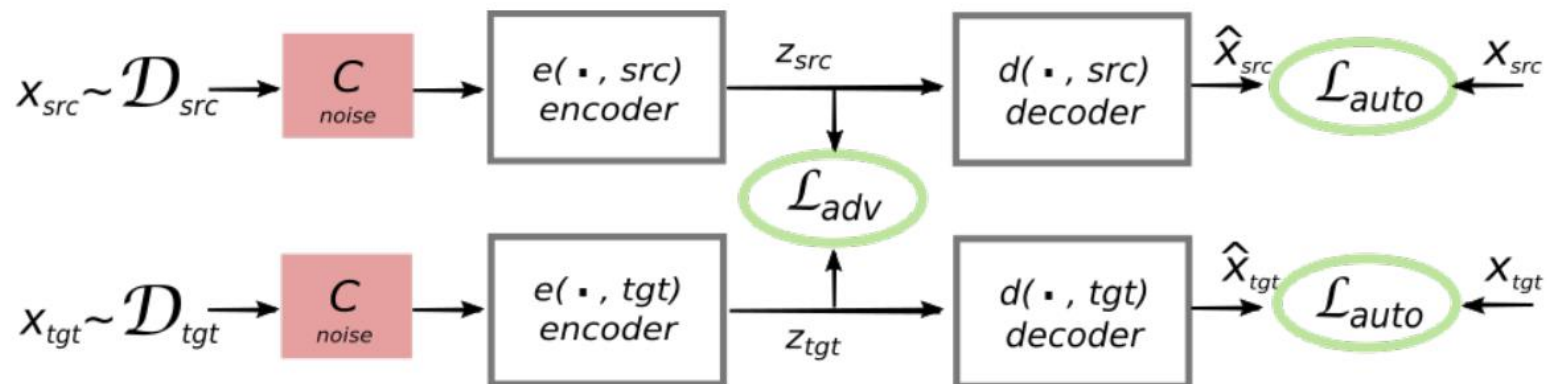 x_src ~ 𝒟_src
C
noise
e(·, src)
encoder
z_src
d(·, src)
decoder
x̂_src
ℒ_auto
x_src
ℒ_adv
x_tgt ~ 𝒟_tgt
C
noise
e(·, tgt)
encoder
z_tgt
d(·, tgt)
decoder
x̂_tgt
ℒ_auto
x_tgt